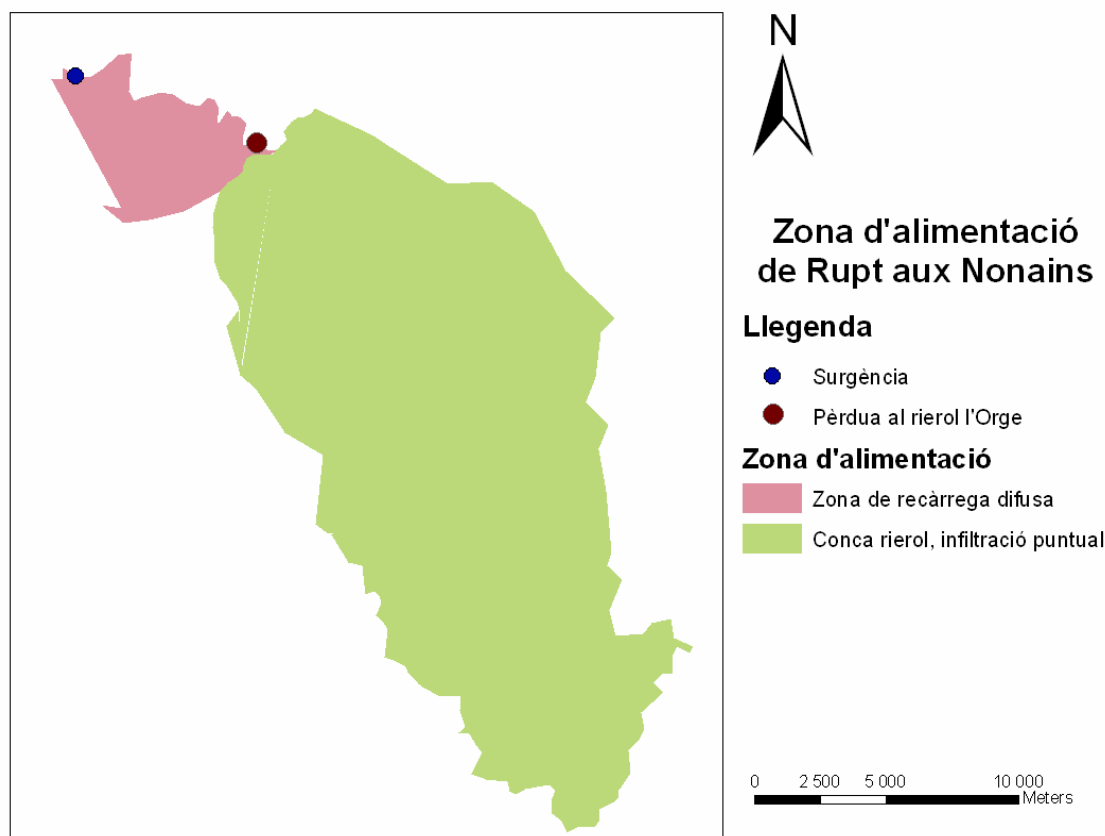 N
Zona d'alimentació
de Rupt aux Nonains
Llegenda
Surgència
Pèrdua al rierol l'Orge
Zona d'alimentació
Zona de recàrrega difusa
Conca rierol, infiltració puntual
0 2 500 5 000 10 000
Meters